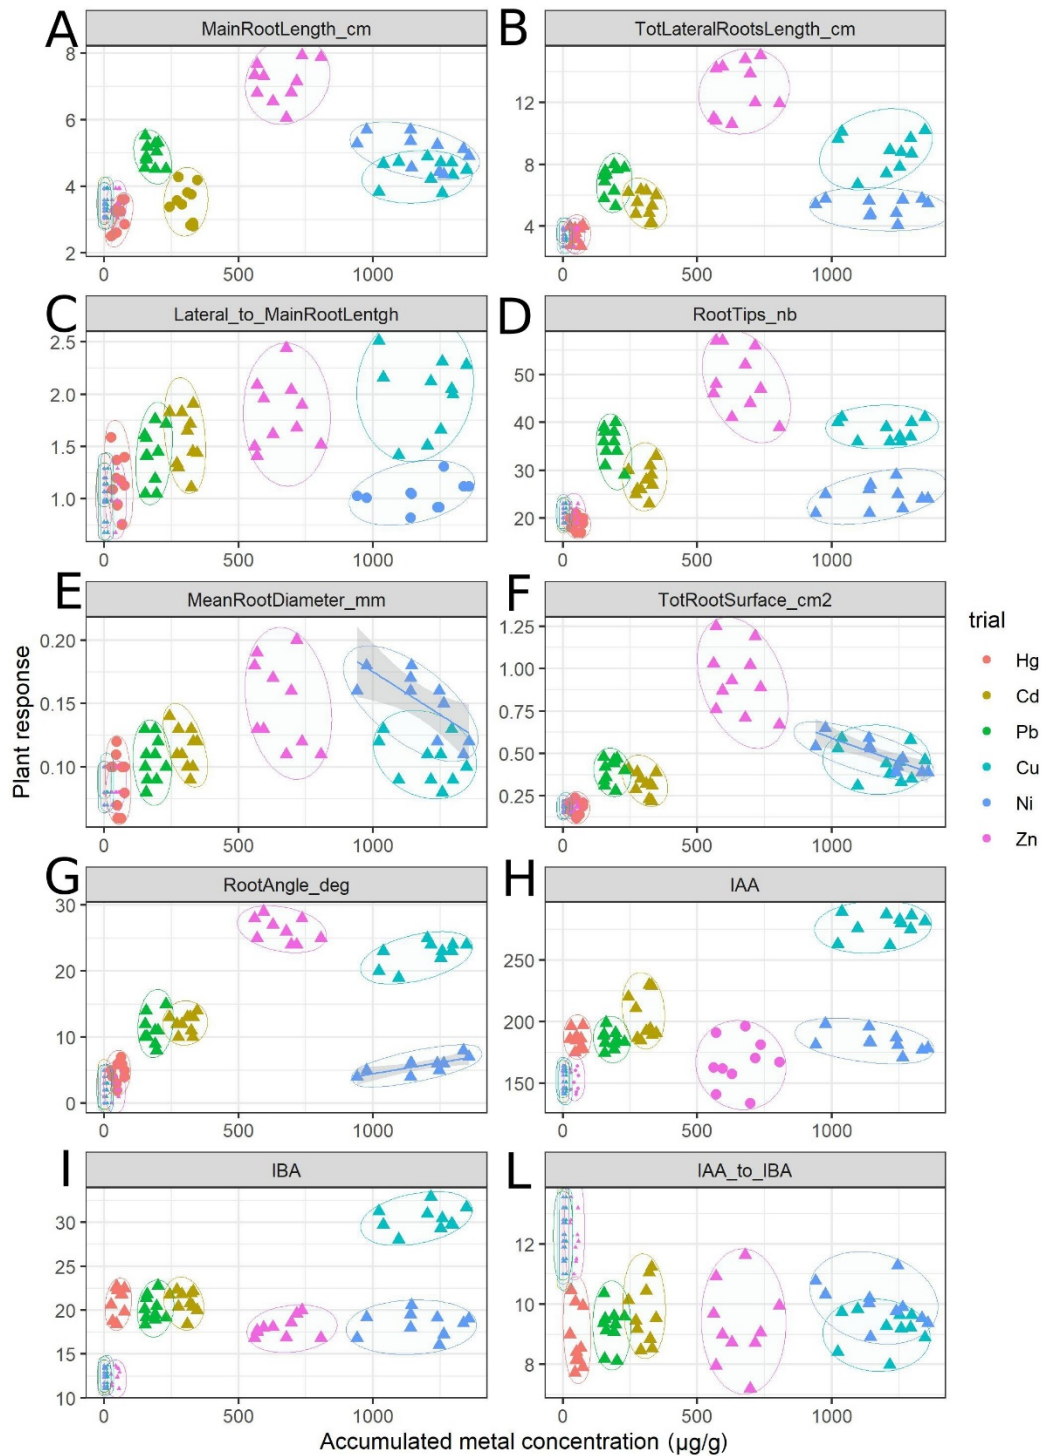 A
MainRootLength_cm
B
TotLateralRootsLength_cm
8
6
4
2
12
8
4
0
500
1000
0
500
1000
C
Lateral_to_MainRootLentgh
D
RootTips_nb
2.5
2.0
1.5
1.0
50
40
30
20
0
500
1000
0
500
1000
E
MeanRootDiameter_mm
F
TotRootSurface_cm2
0.20
0.15
0.10
1.25
1.00
0.75
0.50
0.25
0
500
1000
0
500
1000
G
RootAngle_deg
H
IAA
30
20
10
0
250
200
150
0
500
1000
0
500
1000
I
IBA
L
IAA_to_IBA
30
25
20
15
10
12
10
8
0
500
1000
0
500
1000
Plant response
Accumulated metal concentration (µg/g)
trial
Hg
Cd
Pb
Cu
Ni
Zn